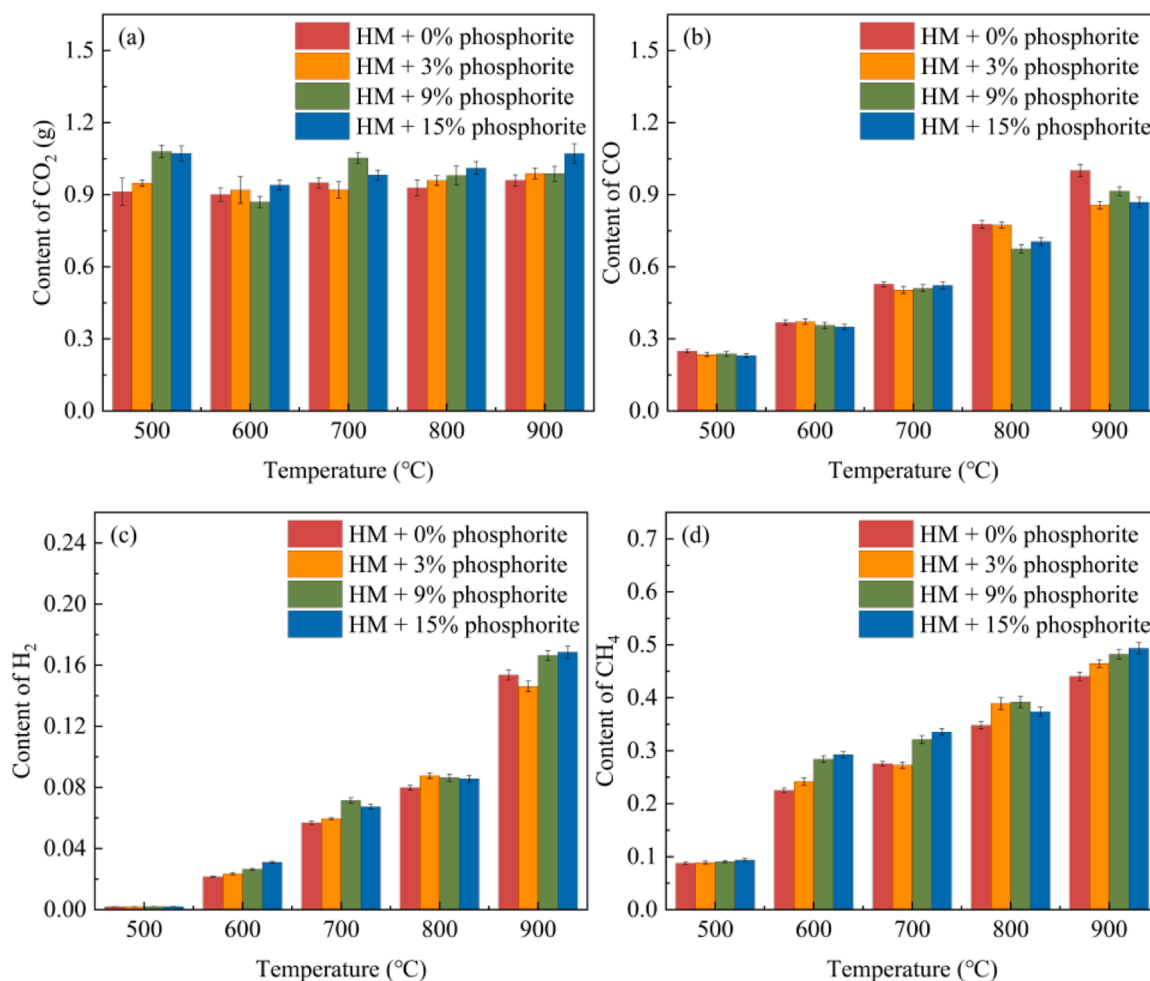 (a)
HM + 0% phosphorite
HM + 3% phosphorite
HM + 9% phosphorite
HM + 15% phosphorite
Content of CO₂ (g)
1.5
1.2
0.9
0.6
0.3
0.0
500 600 700 800 900
Temperature (℃)
(b)
HM + 0% phosphorite
HM + 3% phosphorite
HM + 9% phosphorite
HM + 15% phosphorite
Content of CO
1.5
1.2
0.9
0.6
0.3
0.0
500 600 700 800 900
Temperature (℃)
(c)
HM + 0% phosphorite
HM + 3% phosphorite
HM + 9% phosphorite
HM + 15% phosphorite
Content of H₂
0.24
0.20
0.16
0.12
0.08
0.04
0.00
500 600 700 800 900
Temperature (℃)
(d)
HM + 0% phosphorite
HM + 3% phosphorite
HM + 9% phosphorite
HM + 15% phosphorite
Content of CH₄
0.7
0.6
0.5
0.4
0.3
0.2
0.1
0.0
500 600 700 800 900
Temperature (℃)